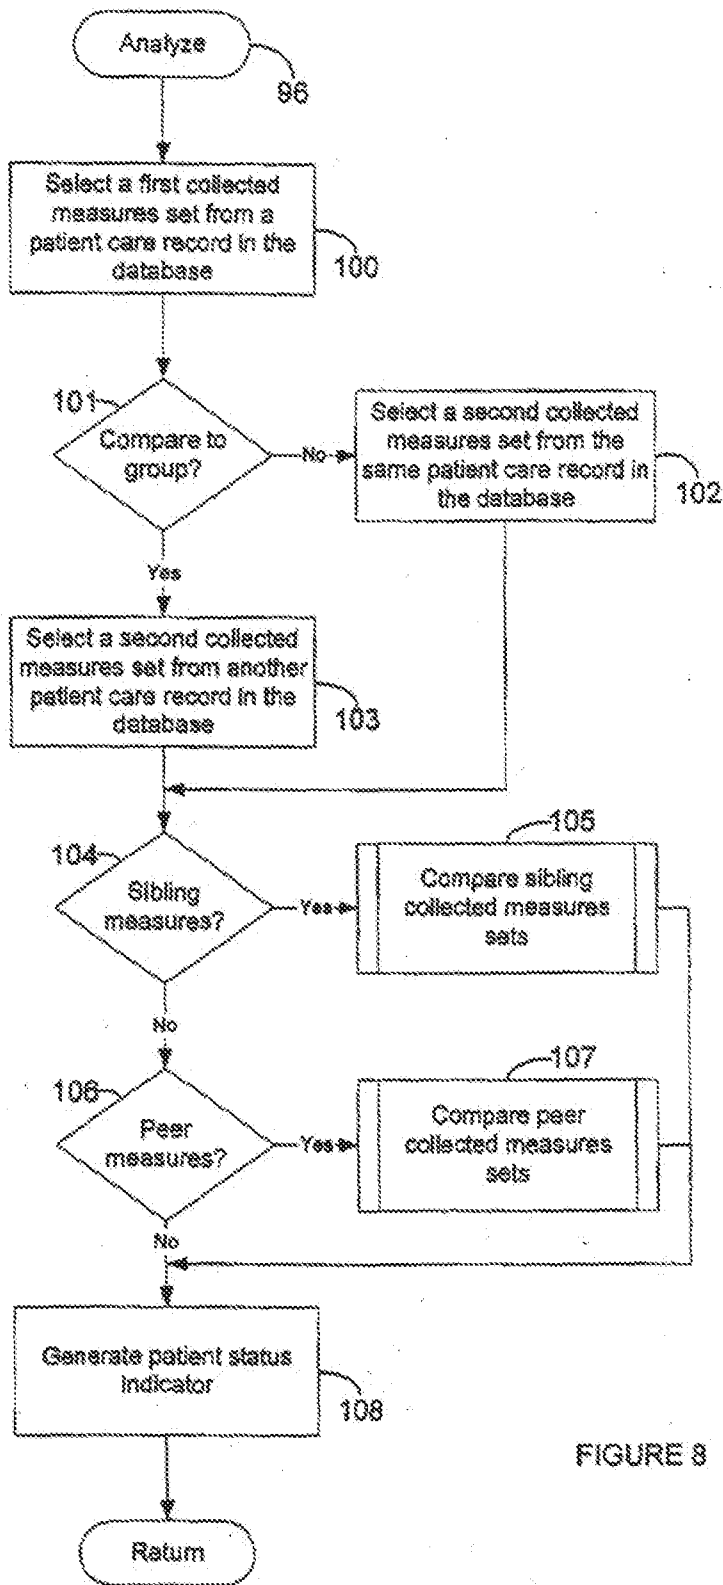 Analyze
96
Select a first collected
measures set from a
patient care record in the
database
100
101
Compare to
group?
No
Select a second collected
measures set from the
same patient care record in
the database
102
Yes
Select a second collected
measures set from another
patient care record in the
database
103
104
Sibling
measures?
Yes
105
Compare sibling
collected measures
sets
No
106
Peer
measures?
Yes
107
Compare peer
collected measures
sets
No
Generate patient status
indicator
108
FIGURE 8
Return